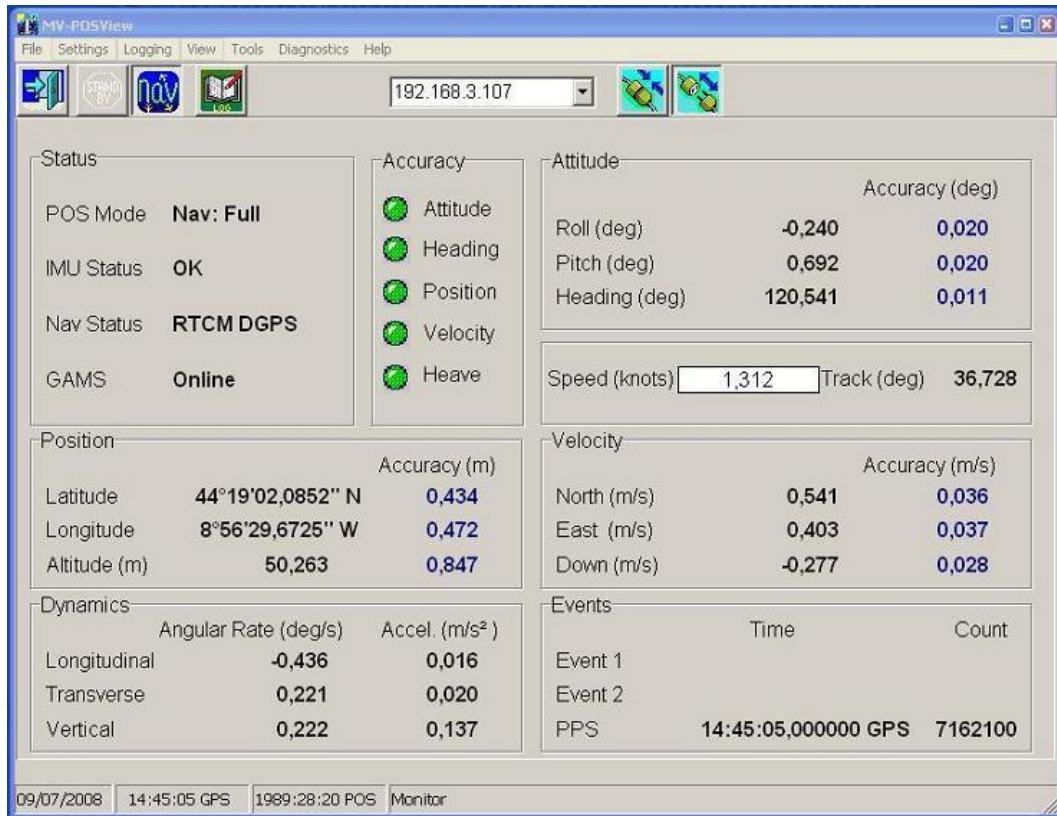 MV-POSView
File Settings Logging View Tools Diagnostics Help
STAND BY nav LOG 192.168.3.107
Status
POS Mode Nav: Full
IMU Status OK
Nav Status RTCM DGPS
GAMS Online
Accuracy
Attitude
Heading
Position
Velocity
Heave
Attitude
Accuracy (deg)
Roll (deg) -0,240 0,020
Pitch (deg) 0,692 0,020
Heading (deg) 120,541 0,011
Speed (knots) 1,312 Track (deg) 36,728
Position
Accuracy (m)
Latitude 44°19'02,0852" N 0,434
Longitude 8°56'29,6725" W 0,472
Altitude (m) 50,263 0,847
Velocity
Accuracy (m/s)
North (m/s) 0,541 0,036
East (m/s) 0,403 0,037
Down (m/s) -0,277 0,028
Dynamics
Angular Rate (deg/s) Accel. (m/s²)
Longitudinal -0,436 0,016
Transverse 0,221 0,020
Vertical 0,222 0,137
Events
Time Count
Event 1
Event 2
PPS 14:45:05,000000 GPS 7162100
09/07/2008 14:45:05 GPS 1989:28:20 POS Monitor